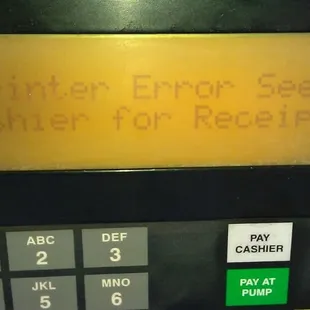 inter Error See
shier for Receip
ABC
2
DEF
3
PAY
CASHIER
JKL
5
MNO
6
PAY AT
PUMP